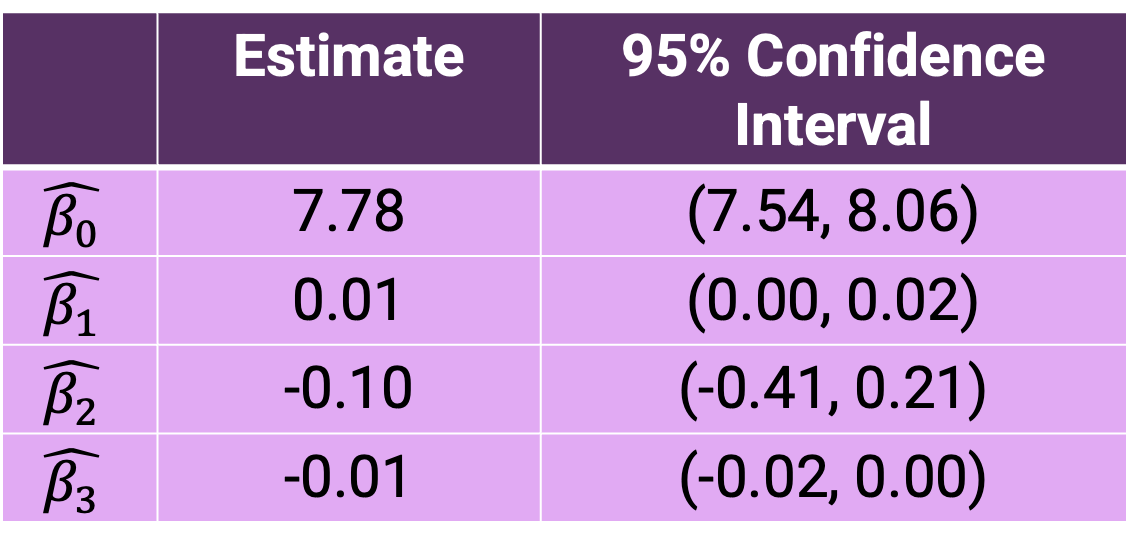 Estimate 95% Confidence
Interval
β̂₀ 7.78 (7.54, 8.06)
β̂₁ 0.01 (0.00, 0.02)
β̂₂ -0.10 (-0.41, 0.21)
β̂₃ -0.01 (-0.02, 0.00)